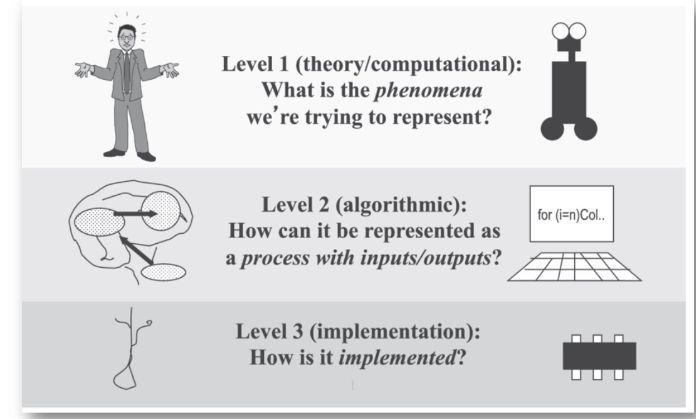 Level 1 (theory/computational):
What is the phenomena
we're trying to represent?
Level 2 (algorithmic):
How can it be represented as
a process with inputs/outputs?
for (i=n)Col..
Level 3 (implementation):
How is it implemented?